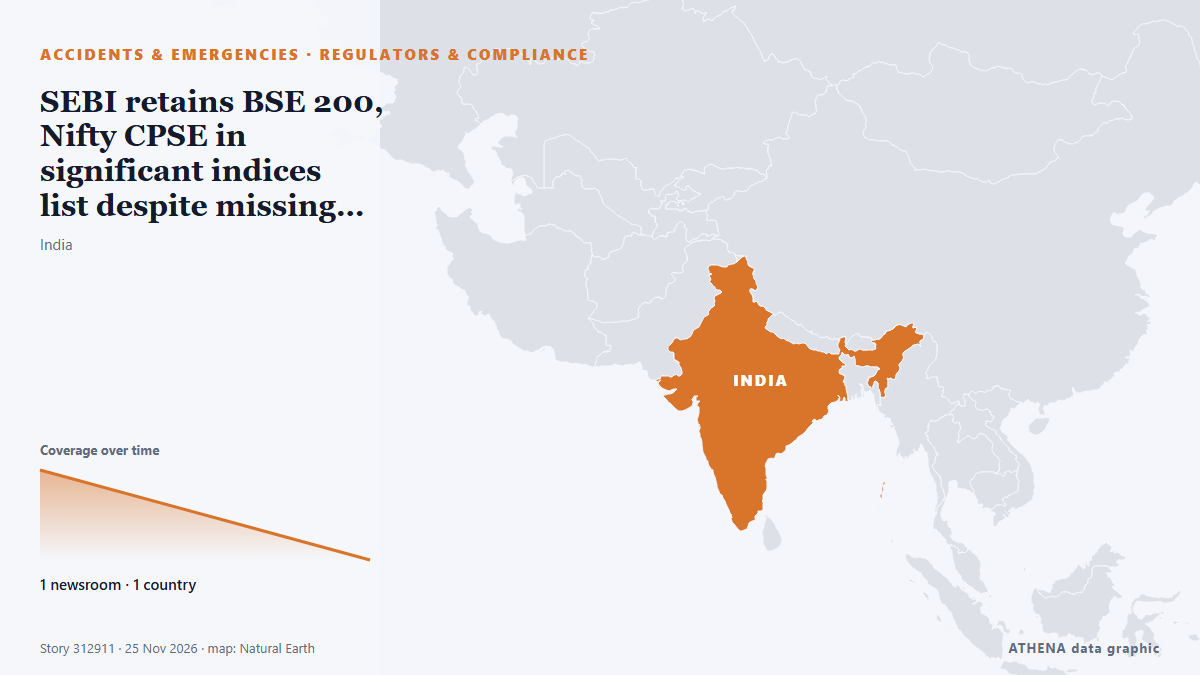 ACCIDENTS & EMERGENCIES · REGULATORS & COMPLIANCE
SEBI retains BSE 200,
Nifty CPSE in
significant indices
list despite missing...
India
INDIA
Coverage over time
1 newsroom · 1 country
Story 312911 · 25 Nov 2026 · map: Natural Earth
ATHENA data graphic